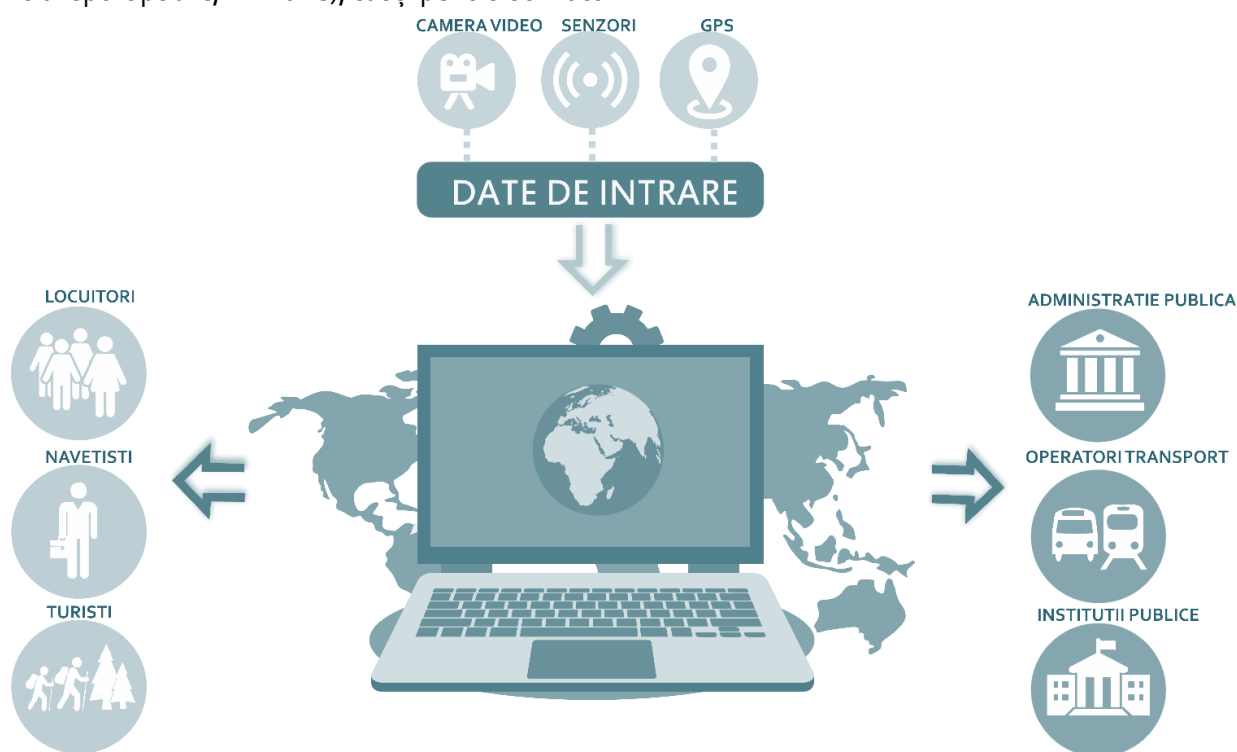 CAMERA VIDEO
SENZORI
GPS
DATE DE INTRARE
LOCUITORI
ADMINISTRATIE PUBLICA
NAVETISTI
OPERATORI TRANSPORT
TURISTI
INSTITUTII PUBLICE